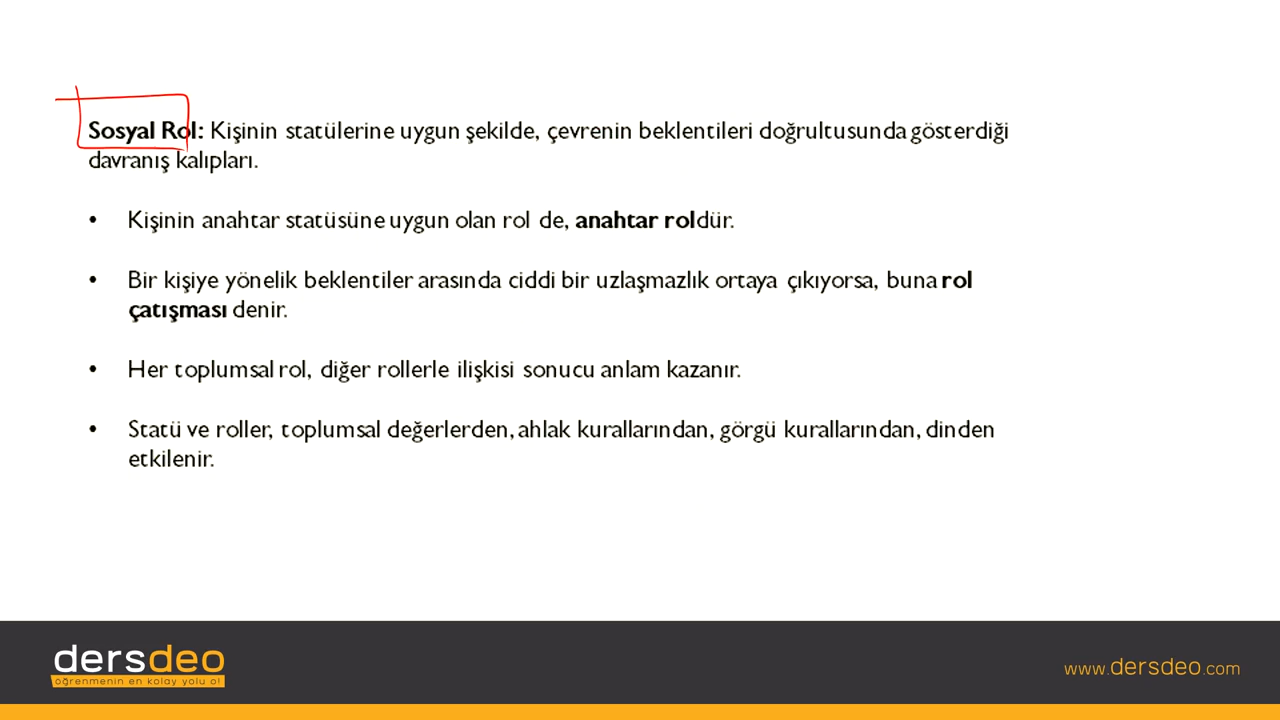 Sosyal Rol: Kişinin statülerine uygun şekilde, çevrenin beklentileri doğrultusunda gösterdiği
davranış kalıpları.
• Kişinin anahtar statüsüne uygun olan rol de, anahtar roldür.
• Bir kişiye yönelik beklentiler arasında ciddi bir uzlaşmazlık ortaya çıkıyorsa, buna rol
çatışması denir.
• Her toplumsal rol, diğer rollerle ilişkisi sonucu anlam kazanır.
• Statü ve roller, toplumsal değerlerden, ahlak kurallarından, görgü kurallarından, dinden
etkilenir.
dersdeo
öğrenmenin en kolay yolu o!
www.dersdeo.com